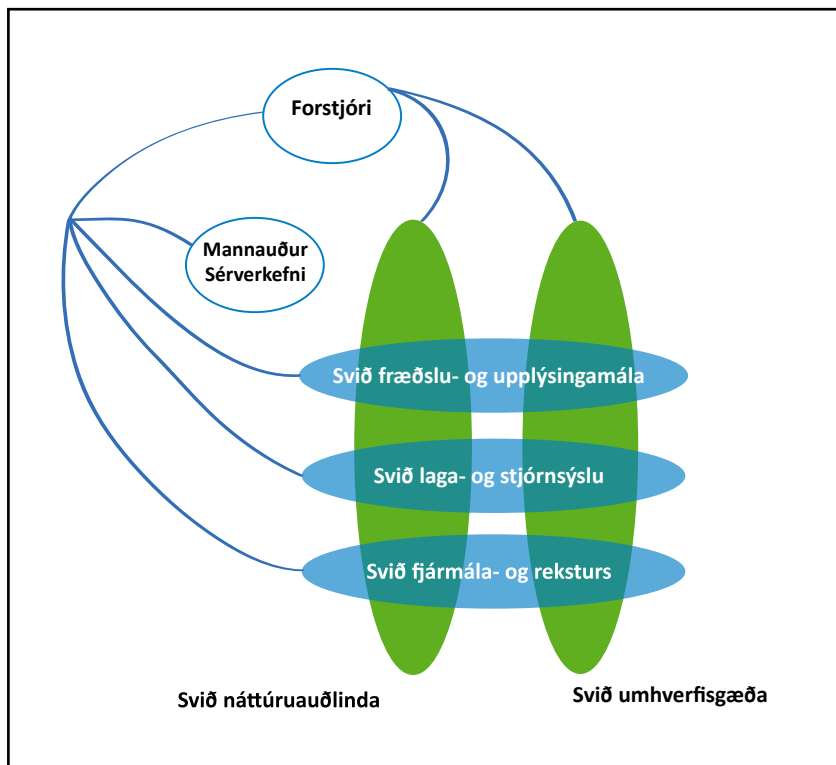 Forstjóri
Mannauður
Sérverkefni
Svið fræðslu- og upplýsingamála
Svið laga- og stjórnsýslu
Svið fjármála- og reksturs
Svið náttúruauðlinda
Svið umhverfisgæða